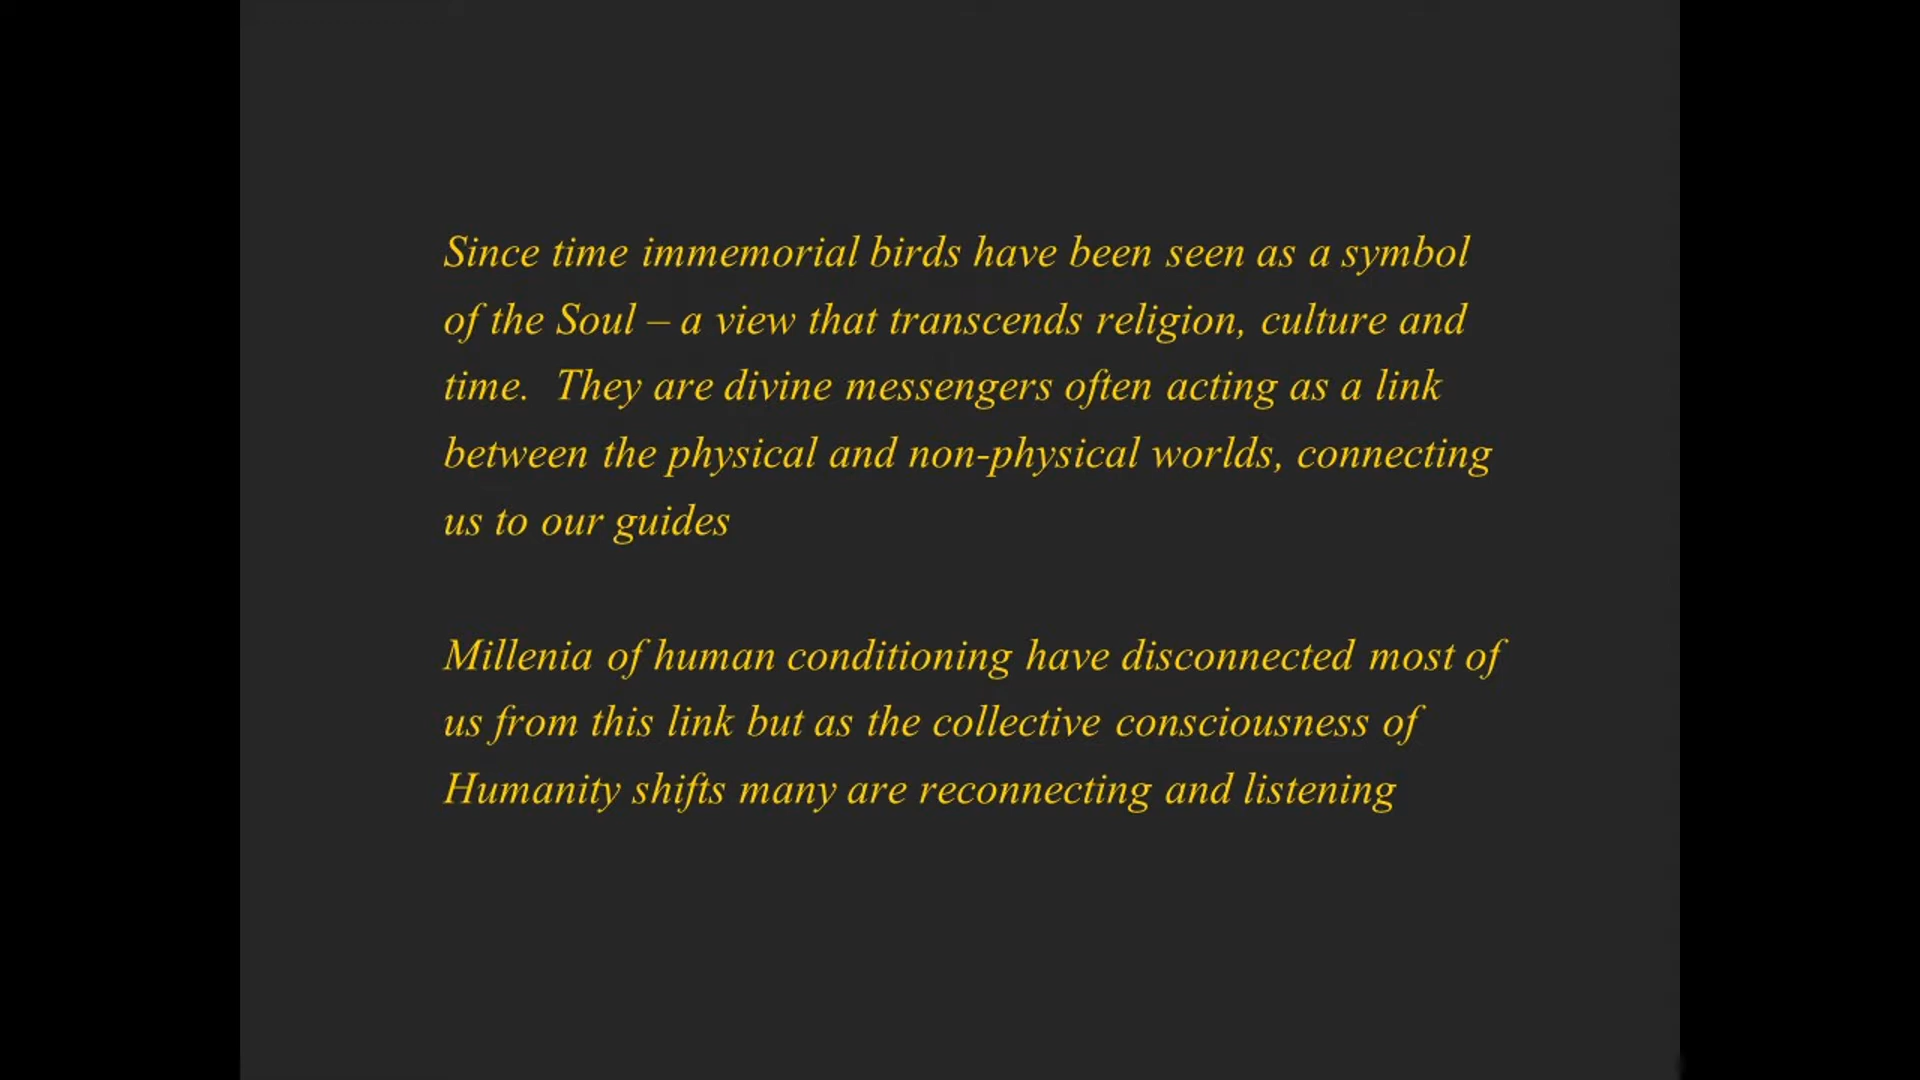 Since time immemorial birds have been seen as a symbol
of the Soul – a view that transcends religion, culture and
time.  They are divine messengers often acting as a link
between the physical and non-physical worlds, connecting
us to our guides
Millenia of human conditioning have disconnected most of
us from this link but as the collective consciousness of
Humanity shifts many are reconnecting and listening